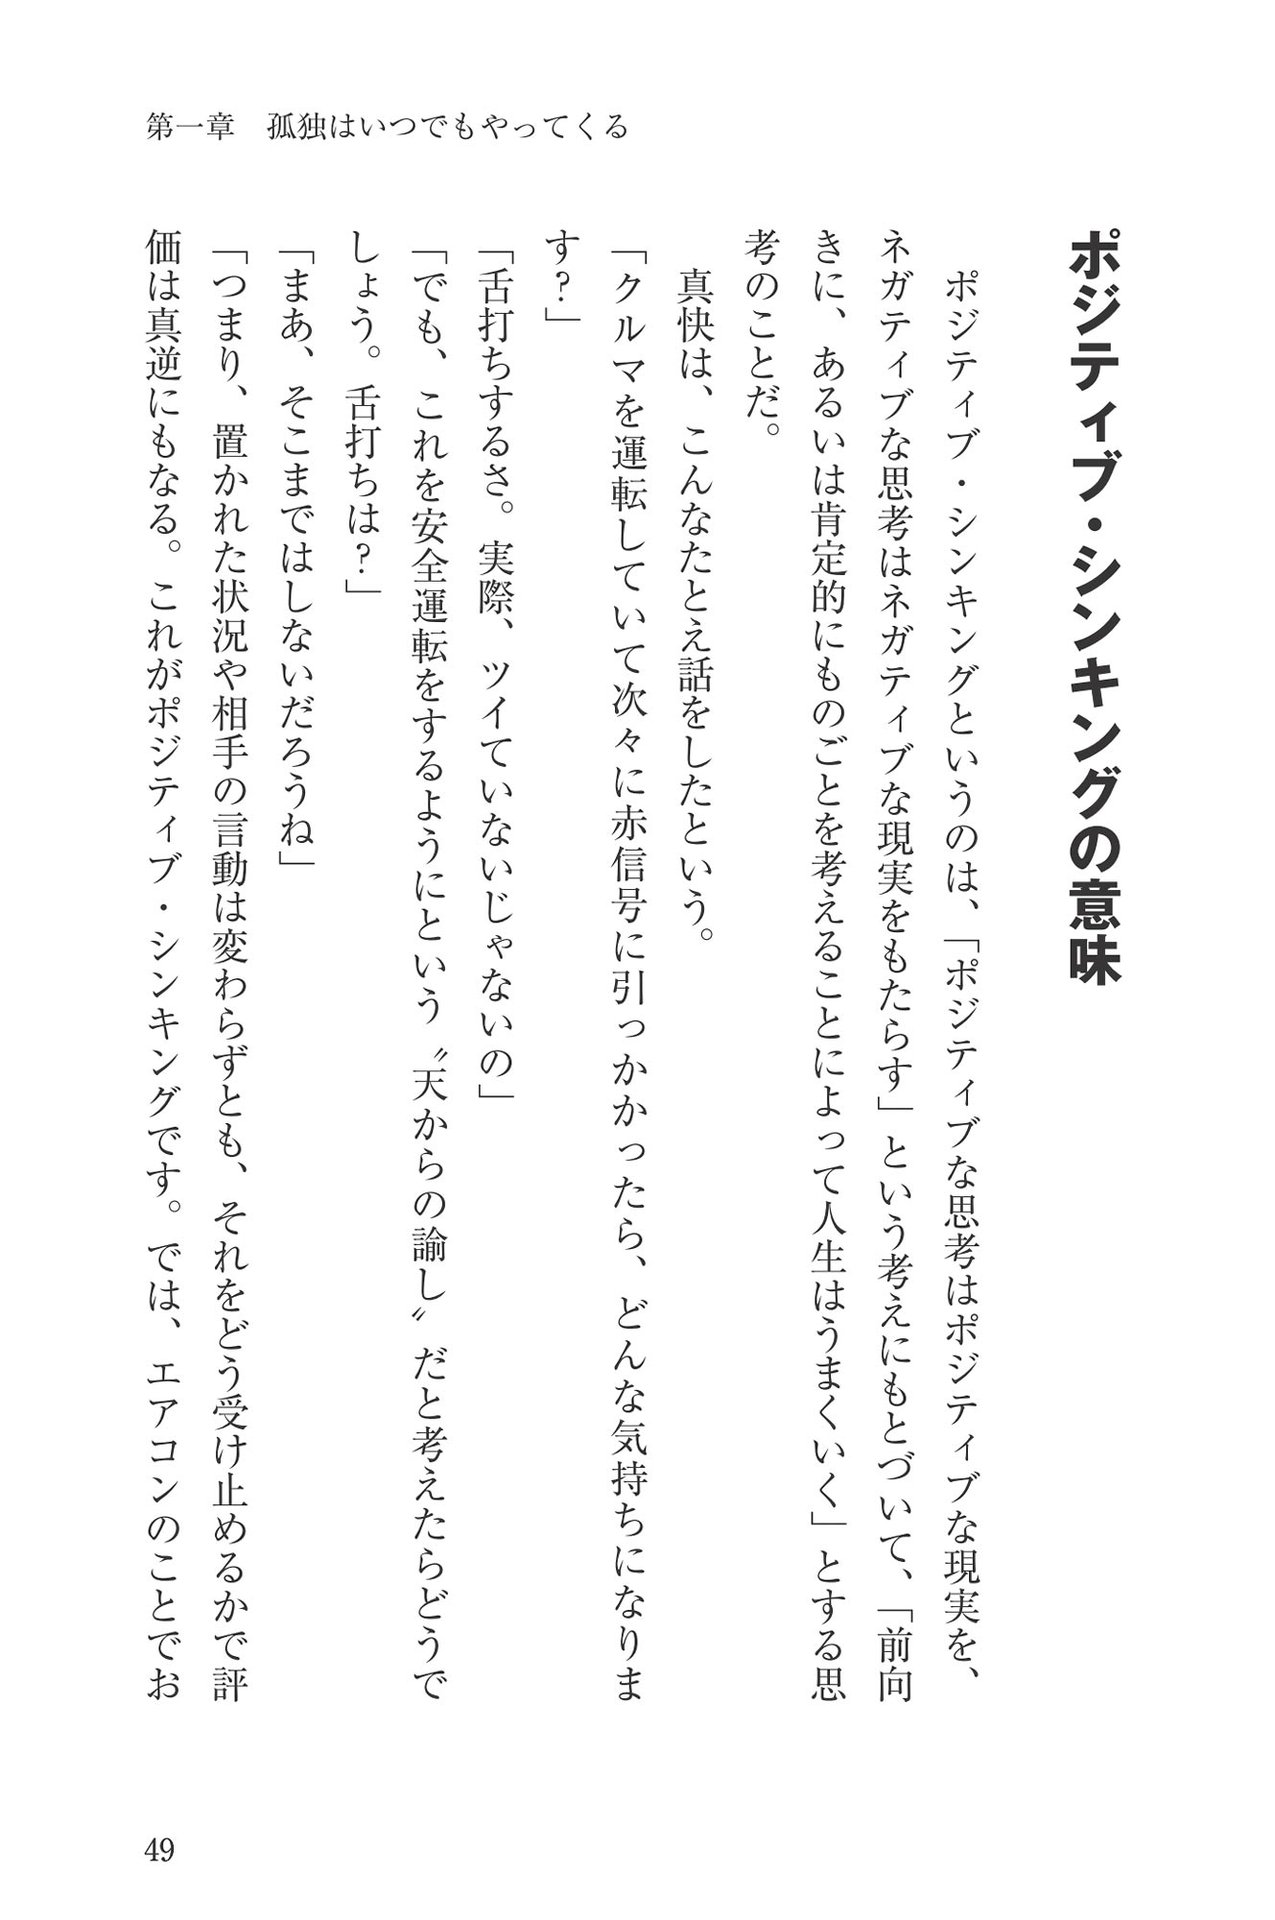 第一章　孤独はいつでもやってくる
ポジティブ・シンキングの意味
　ポジティブ・シンキングというのは、「ポジティブな思考はポジティブな現実を、
ネガティブな思考はネガティブな現実をもたらす」という考えにもとづいて、「前向
きに、あるいは肯定的にものごとを考えることによって人生はうまくいく」とする思
考のことだ。
　真快は、こんなたとえ話をしたという。
「クルマを運転していて次々に赤信号に引っかかったら、どんな気持ちになりま
す？」
「舌打ちするさ。実際、ツイていないじゃないの」
「でも、これを安全運転をするようにという〝天からの諭し〟だと考えたらどうで
しょう。舌打ちは？」
「まあ、そこまではしないだろうね」
「つまり、置かれた状況や相手の言動は変わらずとも、それをどう受け止めるかで評
価は真逆にもなる。これがポジティブ・シンキングです。では、エアコンのことでお
49